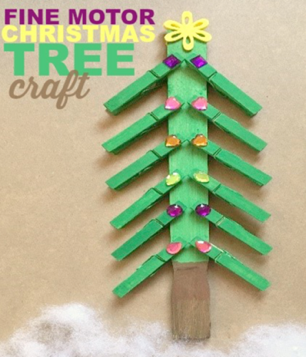 FINE MOTOR
CHRISTMAS
TREE
craft